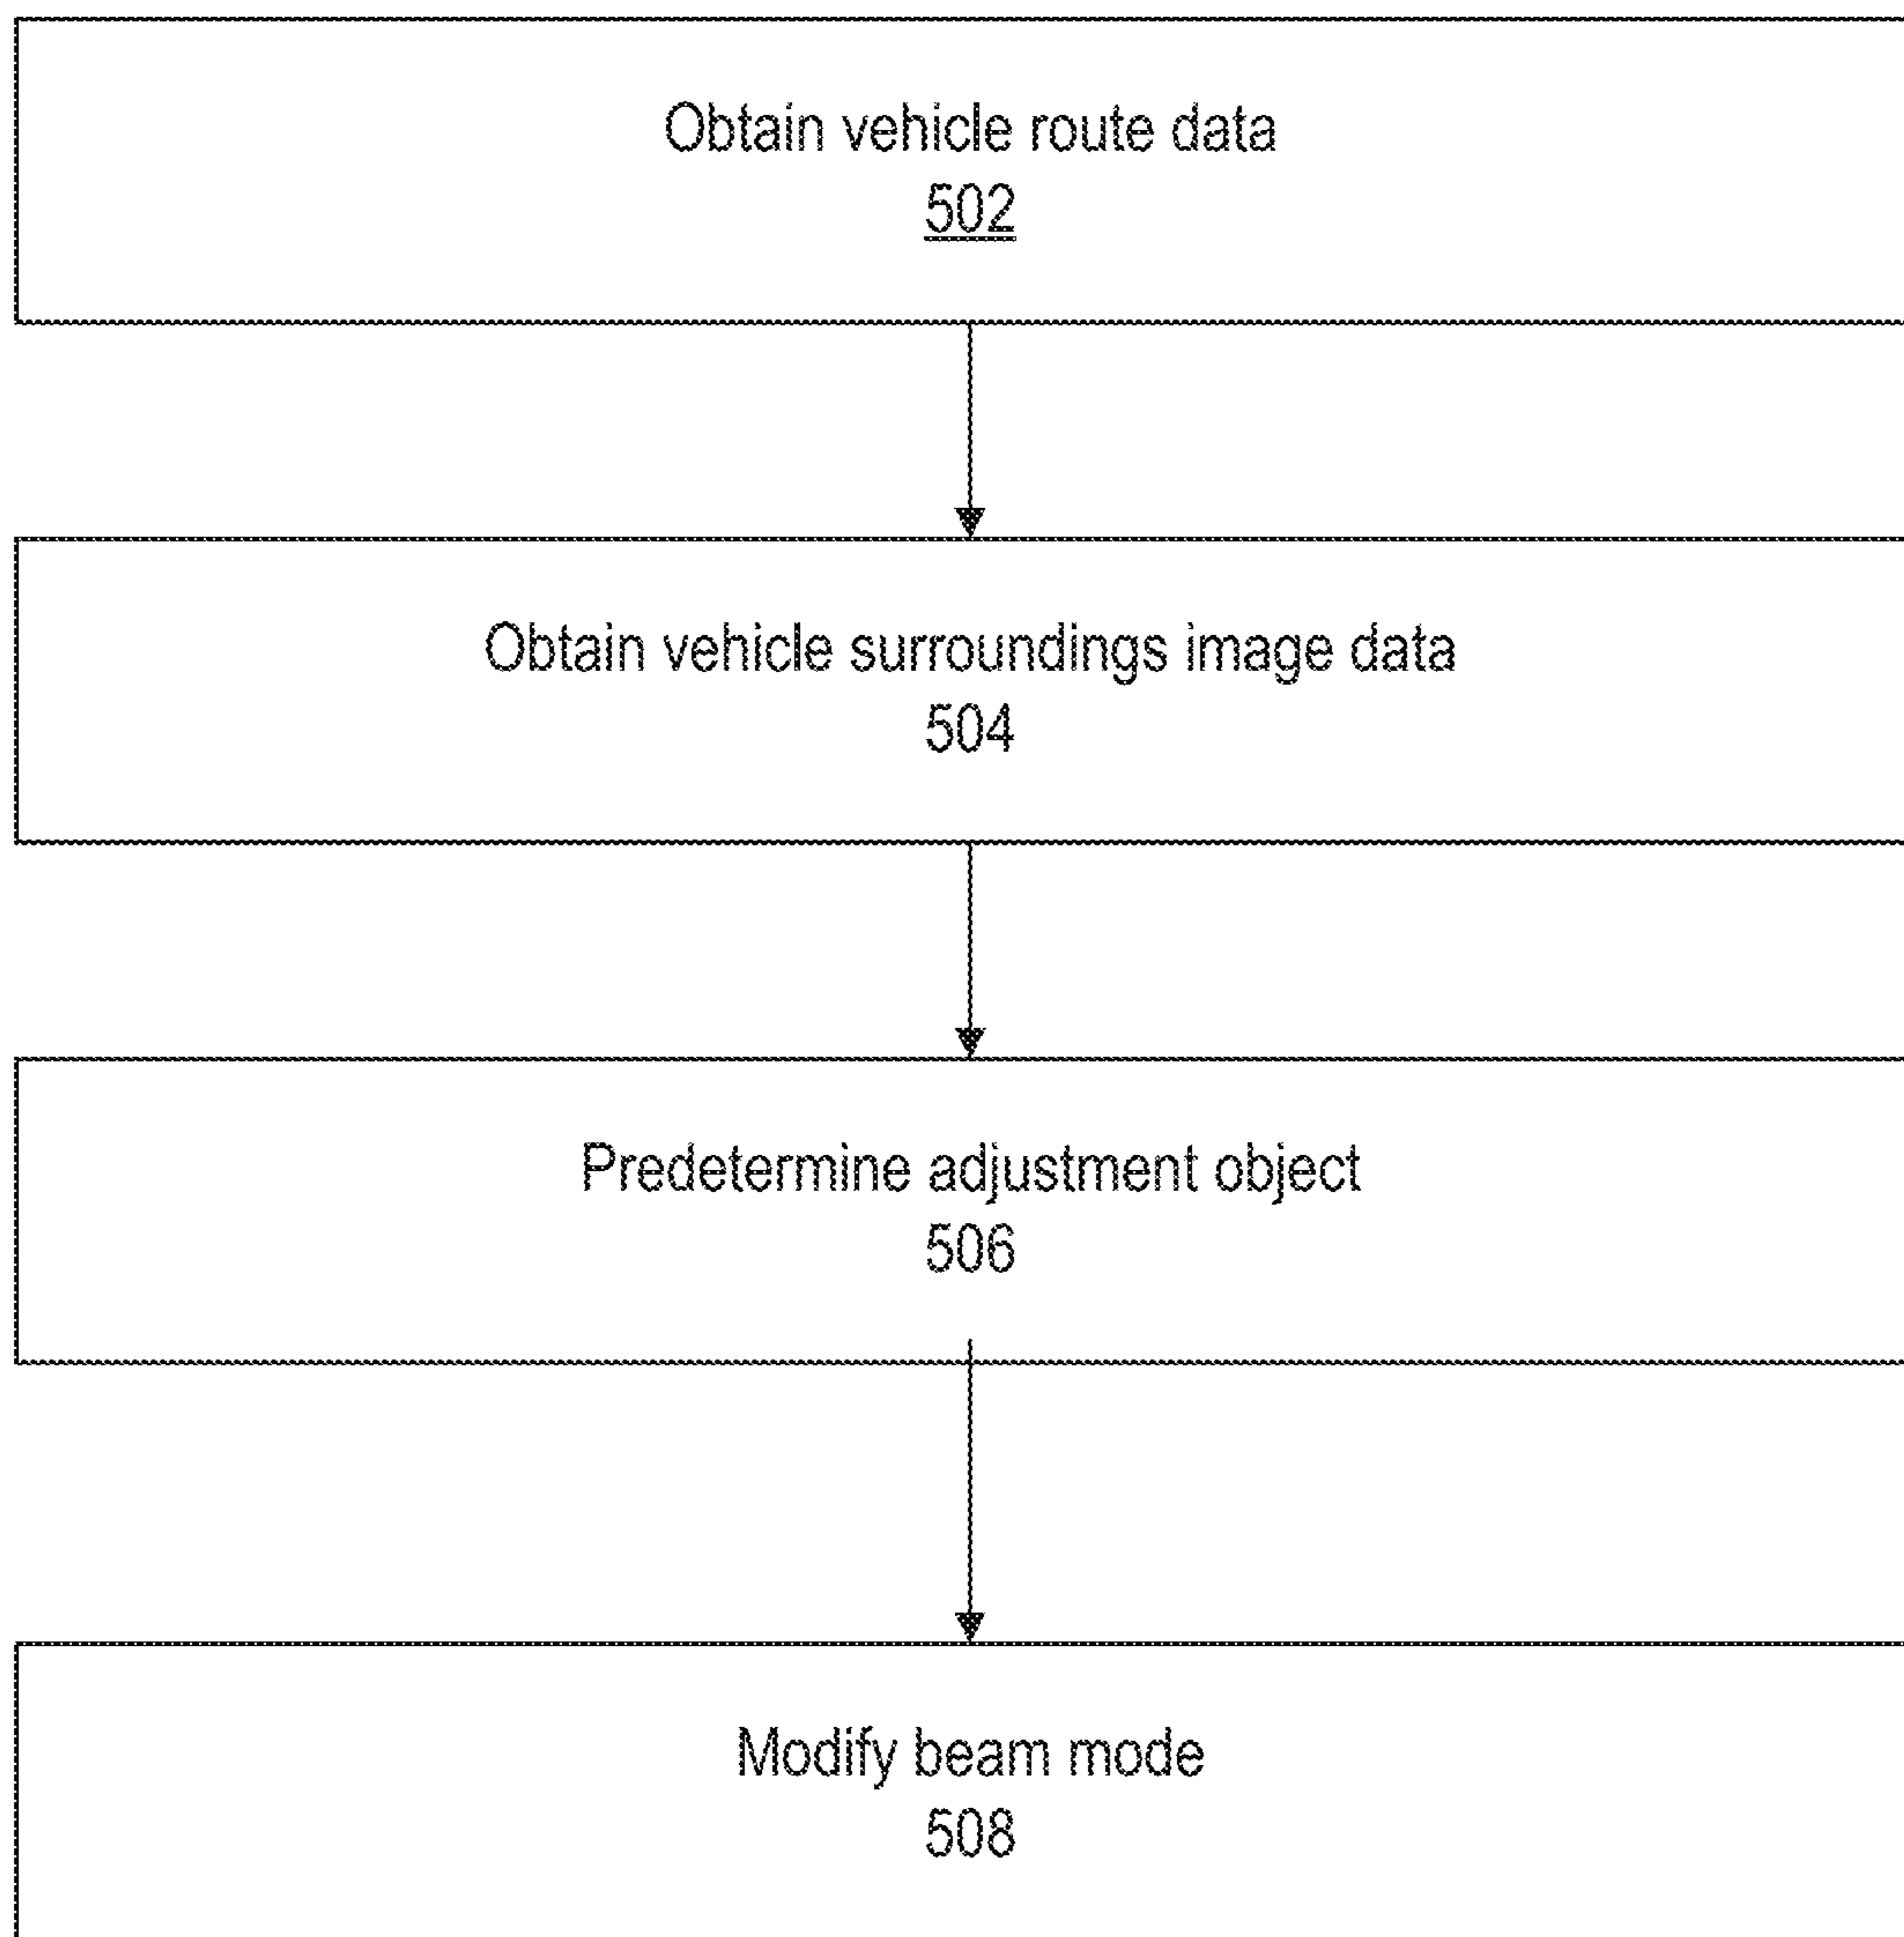 Obtain vehicle route data
502
Obtain vehicle surroundings image data
504
Predetermine adjustment object
506
Modify beam mode
508